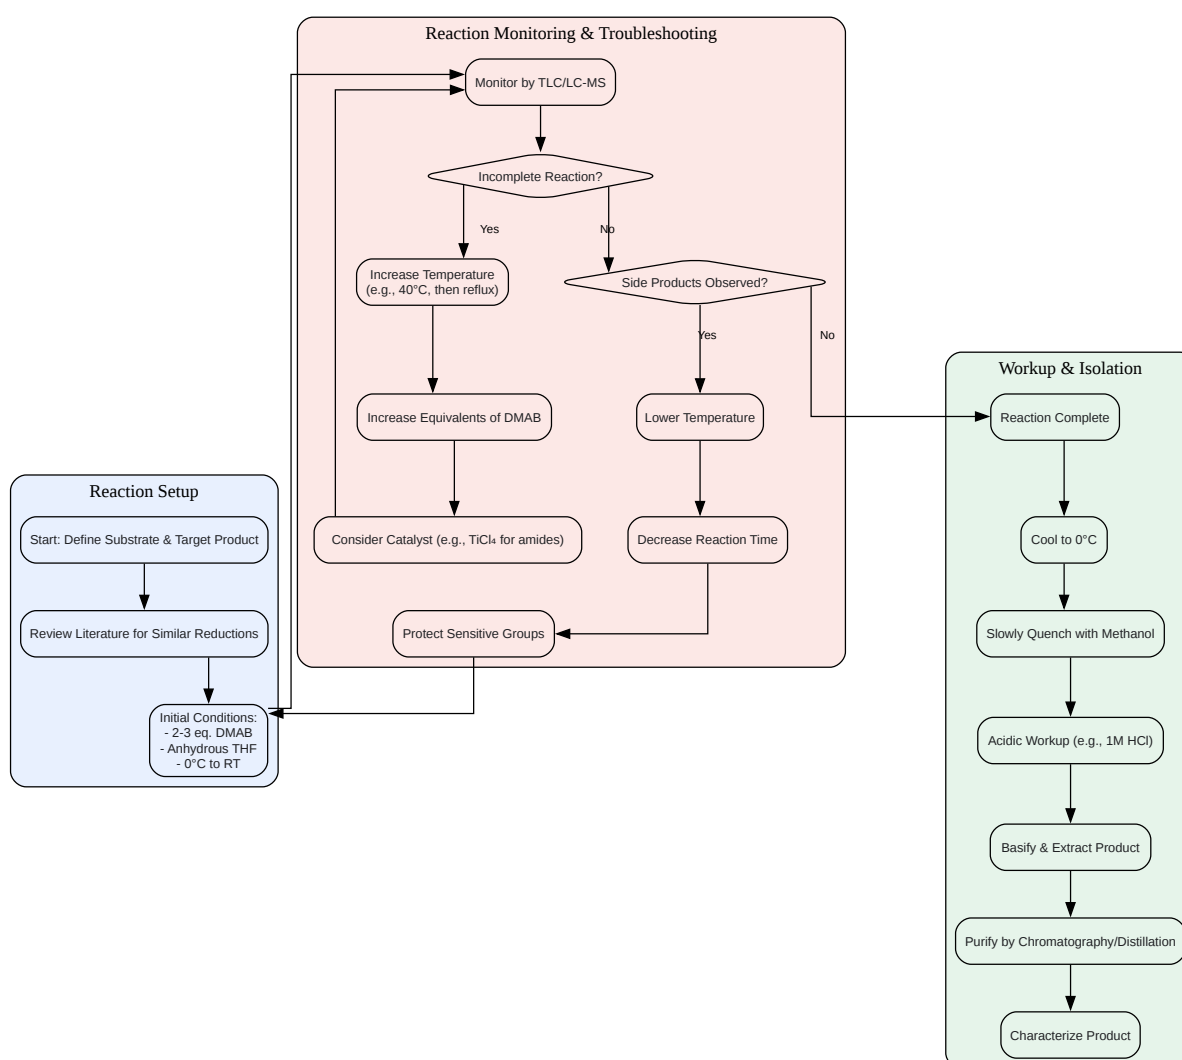 Reaction Monitoring & Troubleshooting
Monitor by TLC/LC-MS
Incomplete Reaction?
Yes
No
Increase Temperature
(e.g., 40°C, then reflux)
Side Products Observed?
Yes
No
Increase Equivalents of DMAB
Lower Temperature
Consider Catalyst (e.g., TiCl₄ for amides)
Decrease Reaction Time
Protect Sensitive Groups
Reaction Setup
Start: Define Substrate & Target Product
Review Literature for Similar Reductions
Initial Conditions:
- 2-3 eq. DMAB
- Anhydrous THF
- 0°C to RT
Workup & Isolation
Reaction Complete
Cool to 0°C
Slowly Quench with Methanol
Acidic Workup (e.g., 1M HCl)
Basify & Extract Product
Purify by Chromatography/Distillation
Characterize Product